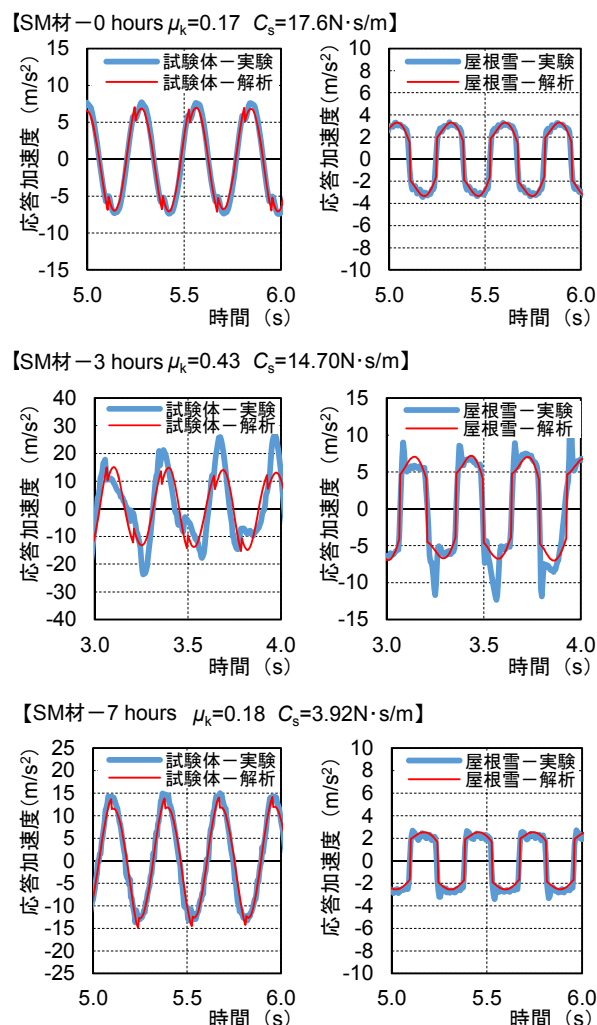 【SM材－0 hours μk=0.17 Cs=17.6N･s/m】
応答加速度（m/s²）
15
10
5
0
-5
-10
-15
試験体－実験
試験体－解析
5.0 5.5 6.0
時間（s）
応答加速度（m/s²）
10
8
6
4
2
0
-2
-4
-6
-8
-10
屋根雪－実験
屋根雪－解析
5.0 5.5 6.0
時間（s）
【SM材－3 hours μk=0.43 Cs=14.70N･s/m】
応答加速度（m/s²）
40
30
20
10
0
-10
-20
-30
-40
試験体－実験
試験体－解析
3.0 3.5 4.0
時間（s）
応答加速度（m/s²）
15
10
5
0
-5
-10
-15
屋根雪－実験
屋根雪－解析
3.0 3.5 4.0
時間（s）
【SM材－7 hours μk=0.18 Cs=3.92N･s/m】
応答加速度（m/s²）
25
20
15
10
5
0
-5
-10
-15
-20
-25
試験体－実験
試験体－解析
5.0 5.5 6.0
時間（s）
応答加速度（m/s²）
10
8
6
4
2
0
-2
-4
-6
-8
-10
屋根雪－実験
屋根雪－解析
5.0 5.5 6.0
時間（s）